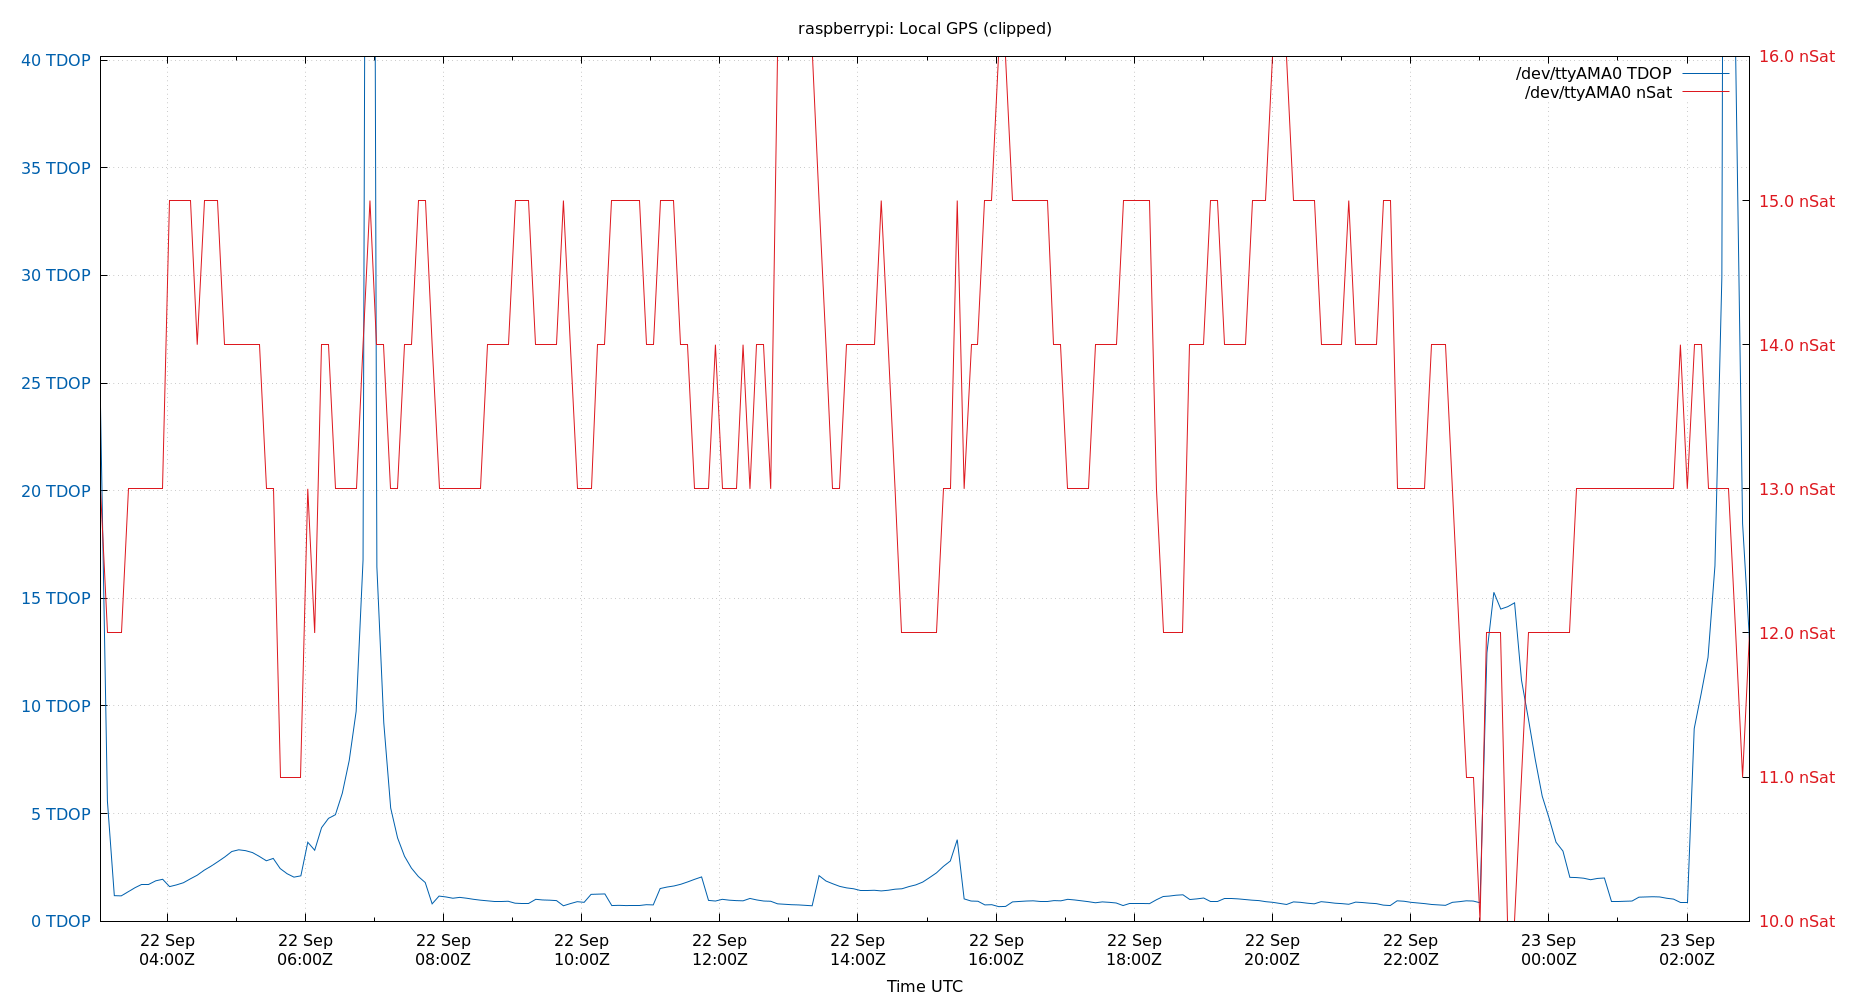 raspberrypi: Local GPS (clipped)
40 TDOP
35 TDOP
30 TDOP
25 TDOP
20 TDOP
15 TDOP
10 TDOP
5 TDOP
0 TDOP
16.0 nSat
15.0 nSat
14.0 nSat
13.0 nSat
12.0 nSat
11.0 nSat
10.0 nSat
/dev/ttyAMA0 TDOP
/dev/ttyAMA0 nSat
22 Sep
04:00Z
22 Sep
06:00Z
22 Sep
08:00Z
22 Sep
10:00Z
22 Sep
12:00Z
22 Sep
14:00Z
22 Sep
16:00Z
22 Sep
18:00Z
22 Sep
20:00Z
22 Sep
22:00Z
23 Sep
00:00Z
23 Sep
02:00Z
Time UTC